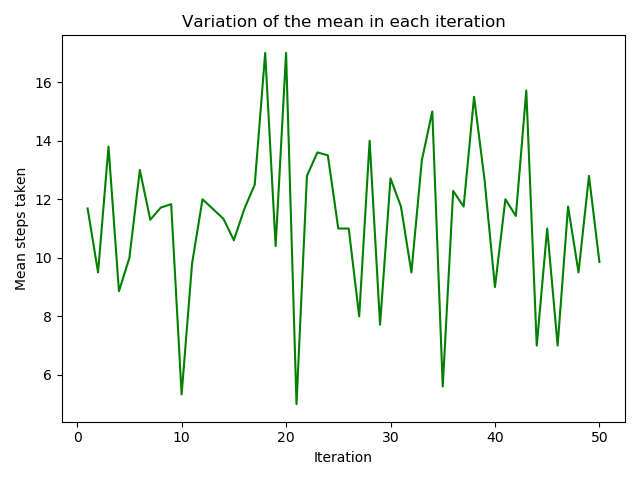 Variation of the mean in each iteration
Mean steps taken
16
14
12
10
8
6
0 10 20 30 40 50
Iteration